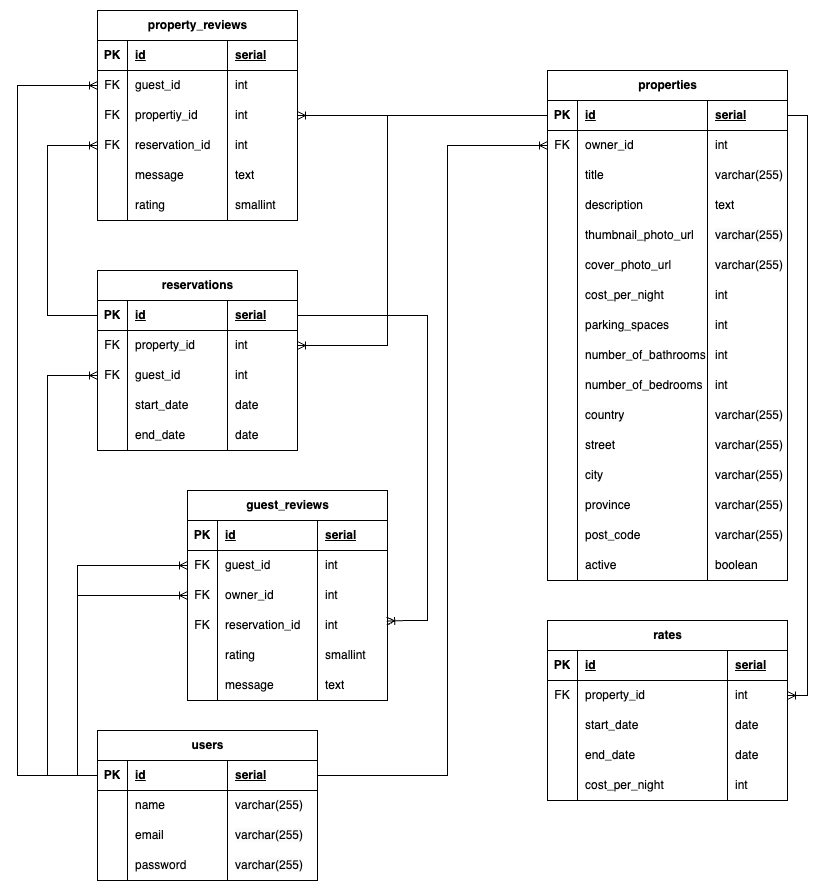 property_reviews
PK id serial
FK guest_id int
FK propertiy_id int
FK reservation_id int
message text
rating smallint
reservations
PK id serial
FK property_id int
FK guest_id int
start_date date
end_date date
guest_reviews
PK id serial
FK guest_id int
FK owner_id int
FK reservation_id int
rating smallint
message text
users
PK id serial
name varchar(255)
email varchar(255)
password varchar(255)
properties
PK id serial
FK owner_id int
title varchar(255)
description text
thumbnail_photo_url varchar(255)
cover_photo_url varchar(255)
cost_per_night int
parking_spaces int
number_of_bathrooms int
number_of_bedrooms int
country varchar(255)
street varchar(255)
city varchar(255)
province varchar(255)
post_code varchar(255)
active boolean
rates
PK id serial
FK property_id int
start_date date
end_date date
cost_per_night int